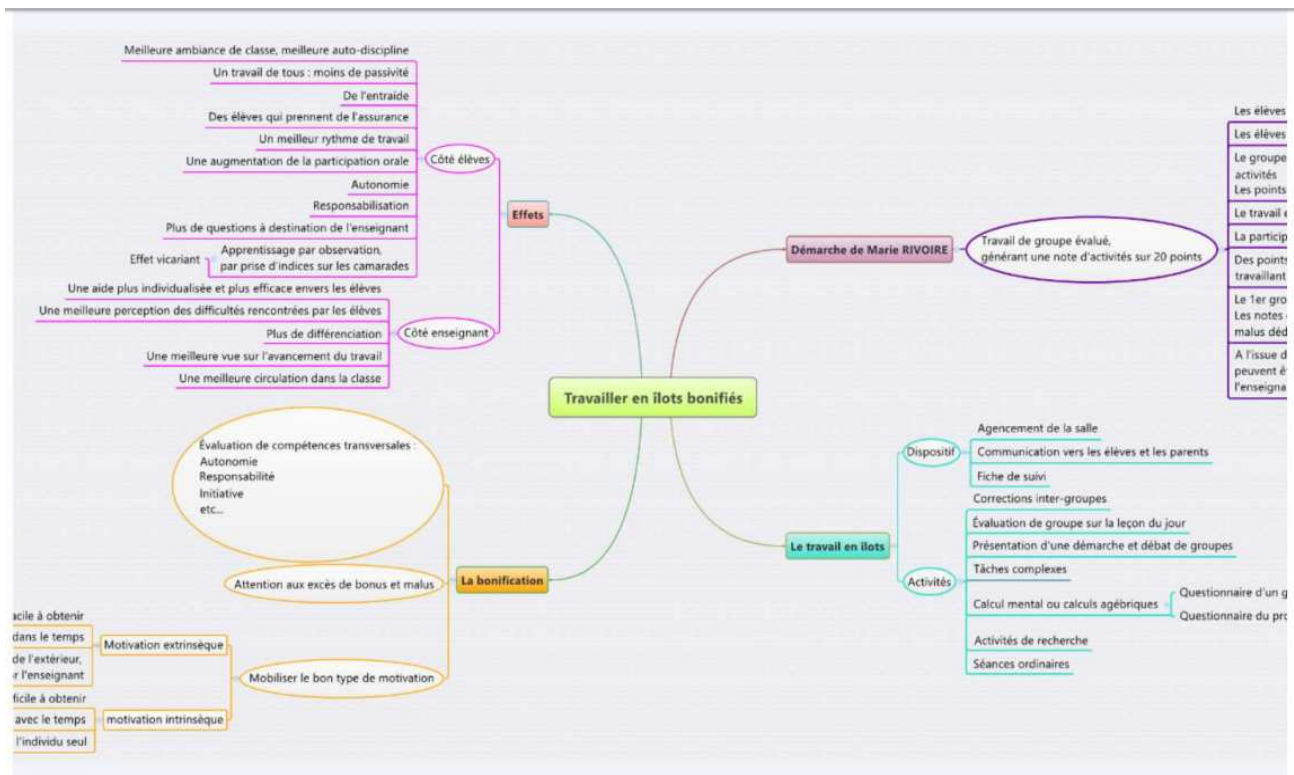 Travailler en îlots bonifiés
Effets
Côté élèves
Meilleure ambiance de classe, meilleure auto-discipline
Un travail de tous : moins de passivité
De l'entraide
Des élèves qui prennent de l'assurance
Un meilleur rythme de travail
Une augmentation de la participation orale
Autonomie
Responsabilisation
Plus de questions à destination de l'enseignant
Apprentissage par observation,
par prise d'indices sur les camarades
Effet vicariant
Côté enseignant
Une aide plus individualisée et plus efficace envers les élèves
Une meilleure perception des difficultés rencontrées par les élèves
Plus de différenciation
Une meilleure vue sur l'avancement du travail
Une meilleure circulation dans la classe
La bonification
Évaluation de compétences transversales :
Autonomie
Responsabilité
Initiative
etc...
Attention aux excès de bonus et malus
Mobiliser le bon type de motivation
Motivation extrinsèque
à obtenir
dans le temps
de l'extérieur,
l'enseignant
motivation intrinsèque
à obtenir
avec le temps
l'individu seul
Démarche de Marie RIVOIRE
Travail de groupe évalué,
générant une note d'activités sur 20 points
Les élèves
Les élèves
Le groupe
activités
Les points
Le travail
La
Des points
travaillant
Le 1er
Les notes
malus
A l'issue
peuvent
Le travail en îlots
Dispositif
Agencement de la salle
Communication vers les élèves et les parents
Fiche de suivi
Activités
Corrections inter-groupes
Évaluation de groupe sur la leçon du jour
Présentation d'une démarche et débat de groupes
Tâches complexes
Calcul mental ou calculs agébriques
Questionnaire d'un
Questionnaire du
Activités de recherche
Séances ordinaires